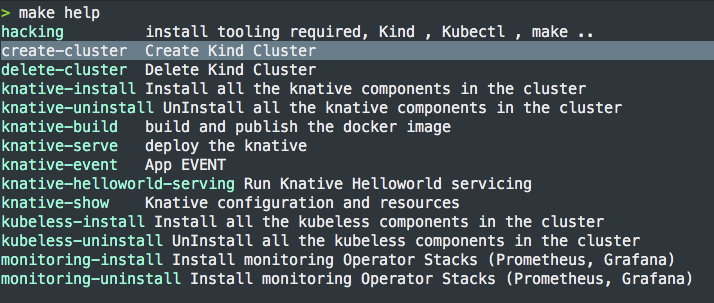 > make help
hacking         install tooling required, Kind , Kubectl , make ..
create-cluster  Create Kind Cluster
delete-cluster  Delete Kind Cluster
knative-install Install all the knative components in the cluster
knative-uninstall UnInstall all the knative components in the cluster
knative-build   build and publish the docker image
knative-serve   deploy the knative
knative-event   App EVENT
knative-helloworld-serving Run Knative Helloworld servicing
knative-show    Knative configuration and resources
kubeless-install Install all the kubeless components in the cluster
kubeless-uninstall UnInstall all the kubeless components in the cluster
monitoring-install Install monitoring Operator Stacks (Prometheus, Grafana)
monitoring-uninstall Install monitoring Operator Stacks (Prometheus, Grafana)